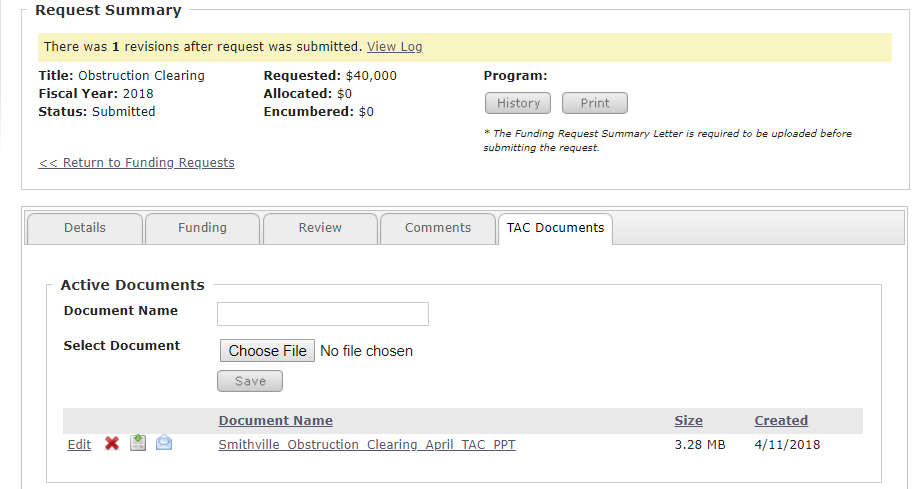 Request Summary
There was 1 revisions after request was submitted. View Log
Title: Obstruction Clearing
Fiscal Year: 2018
Status: Submitted
Requested: $40,000
Allocated: $0
Encumbered: $0
Program:
History Print
* The Funding Request Summary Letter is required to be uploaded before
submitting the request.
<< Return to Funding Requests
Details Funding Review Comments TAC Documents
Active Documents
Document Name
Select Document Choose File No file chosen
Save
Document Name Size Created
Edit Smithville_Obstruction_Clearing_April_TAC_PPT 3.28 MB 4/11/2018